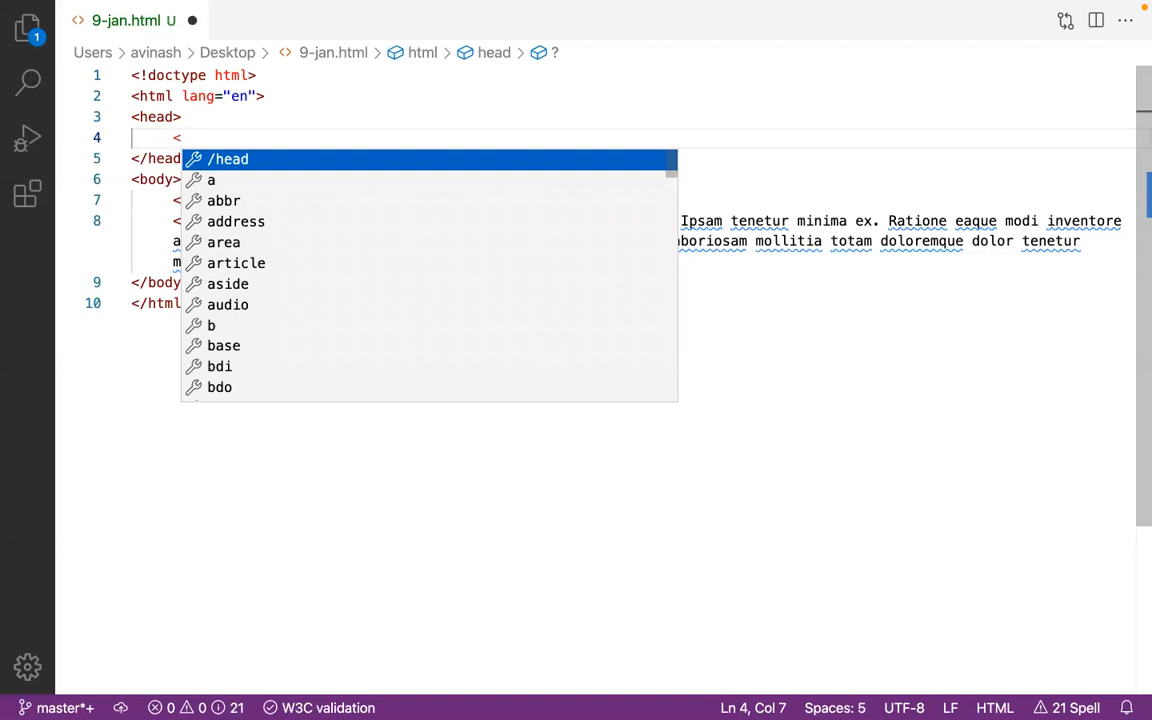 9-jan.html U
1
Users avinash Desktop 9-jan.html html head ?
1 <!doctype html>
2 <html lang="en">
3 <head>
4 <
5 </head
/head
6 <body>
a
7 <
abbr
8 <
address
Ipsam tenetur minima ex. Ratione eaque modi inventore
a
area
boriosam mollitia totam doloremque dolor tenetur
m
article
9 </body
aside
10 </html
audio
b
base
bdi
bdo
master*+ 0 0 21 W3C validation Ln 4, Col 7 Spaces: 5 UTF-8 LF HTML 21 Spell